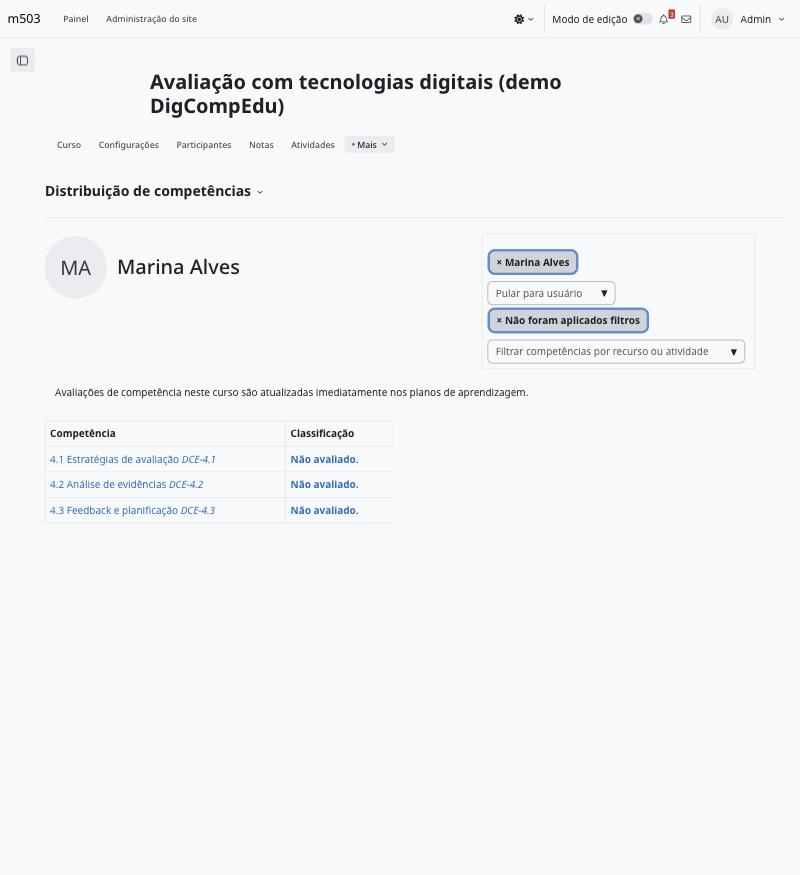 m503
Painel
Administração do site
Modo de edição
3
AU
Admin
Avaliação com tecnologias digitais (demo
DigCompEdu)
Curso
Configurações
Participantes
Notas
Atividades
Mais
Distribuição de competências
MA
Marina Alves
× Marina Alves
Pular para usuário ▼
× Não foram aplicados filtros
Filtrar competências por recurso ou atividade ▼
Avaliações de competência neste curso são atualizadas imediatamente nos planos de aprendizagem.
Competência Classificação
4.1 Estratégias de avaliação DCE-4.1 Não avaliado.
4.2 Análise de evidências DCE-4.2 Não avaliado.
4.3 Feedback e planificação DCE-4.3 Não avaliado.